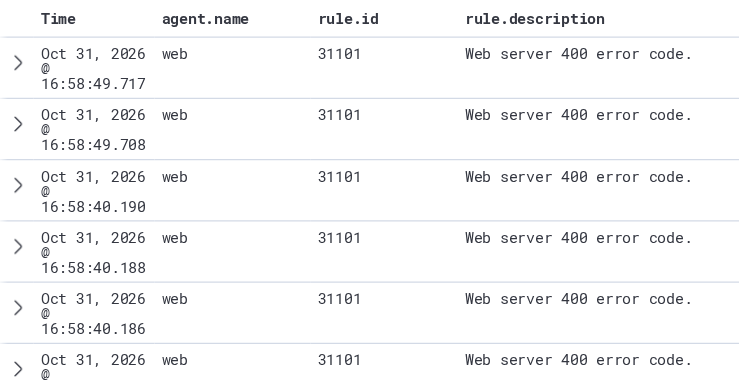 Time agent.name rule.id rule.description
Oct 31, 2026 web 31101 Web server 400 error code.
@
16:58:49.717
Oct 31, 2026 web 31101 Web server 400 error code.
@
16:58:49.708
Oct 31, 2026 web 31101 Web server 400 error code.
@
16:58:40.190
Oct 31, 2026 web 31101 Web server 400 error code.
@
16:58:40.188
Oct 31, 2026 web 31101 Web server 400 error code.
@
16:58:40.186
Oct 31, 2026 web 31101 Web server 400 error code.
@